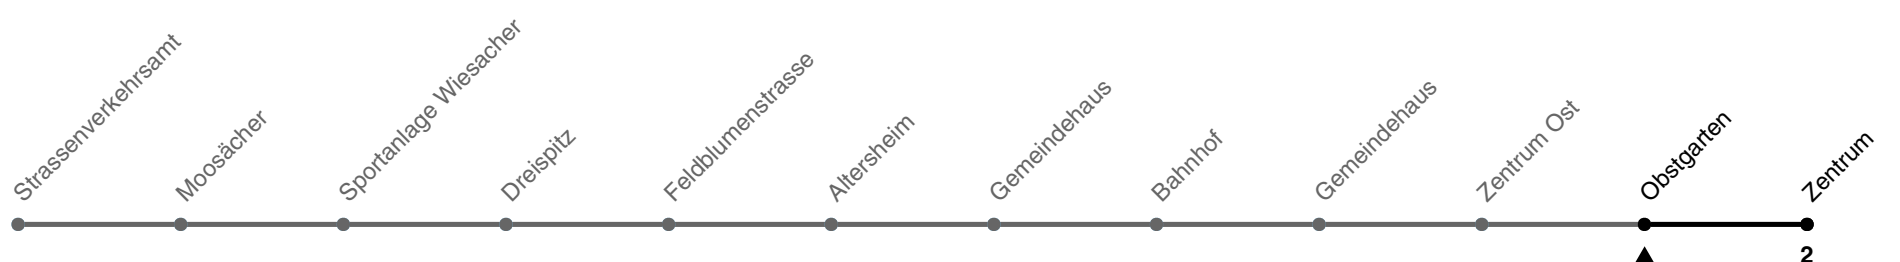 Strassenverkehrsamt
Moosächer
Sportanlage Wiesacher
Dreispitz
Feldblumenstrasse
Altersheim
Gemeindehaus
Bahnhof
Gemeindehaus
Zentrum Ost
Obstgarten
Zentrum
2